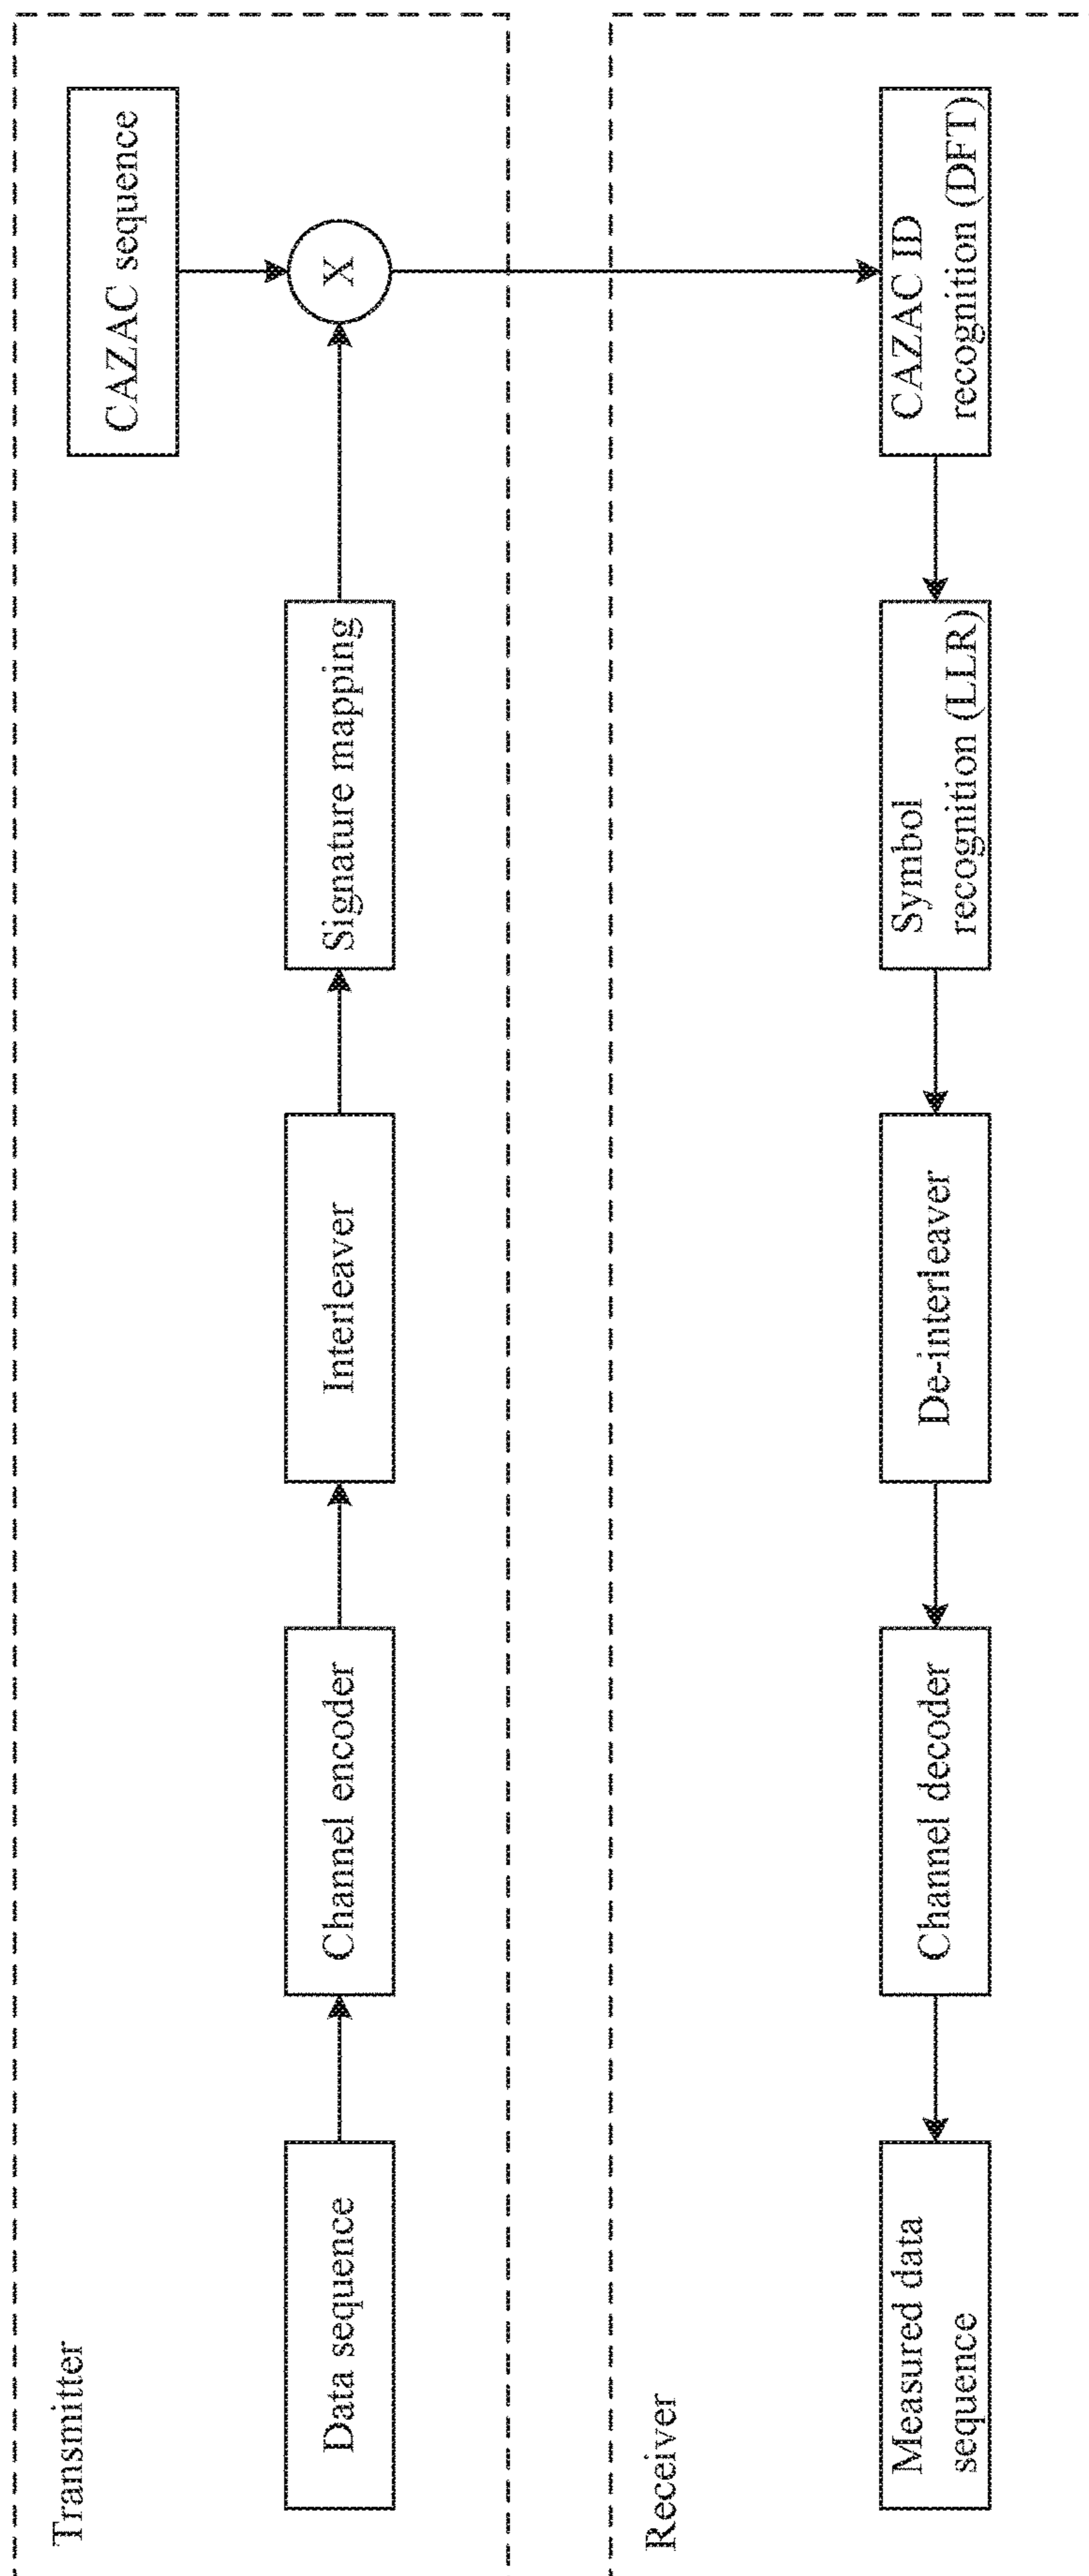 Transmitter
CAZAC sequence
Data sequence
Channel encoder
Interleaver
Signature mapping
X
Receiver
Measured data
sequence
Channel decoder
De-interleaver
Symbol
recognition (LLR)
CAZAC ID
recognition (DFT)